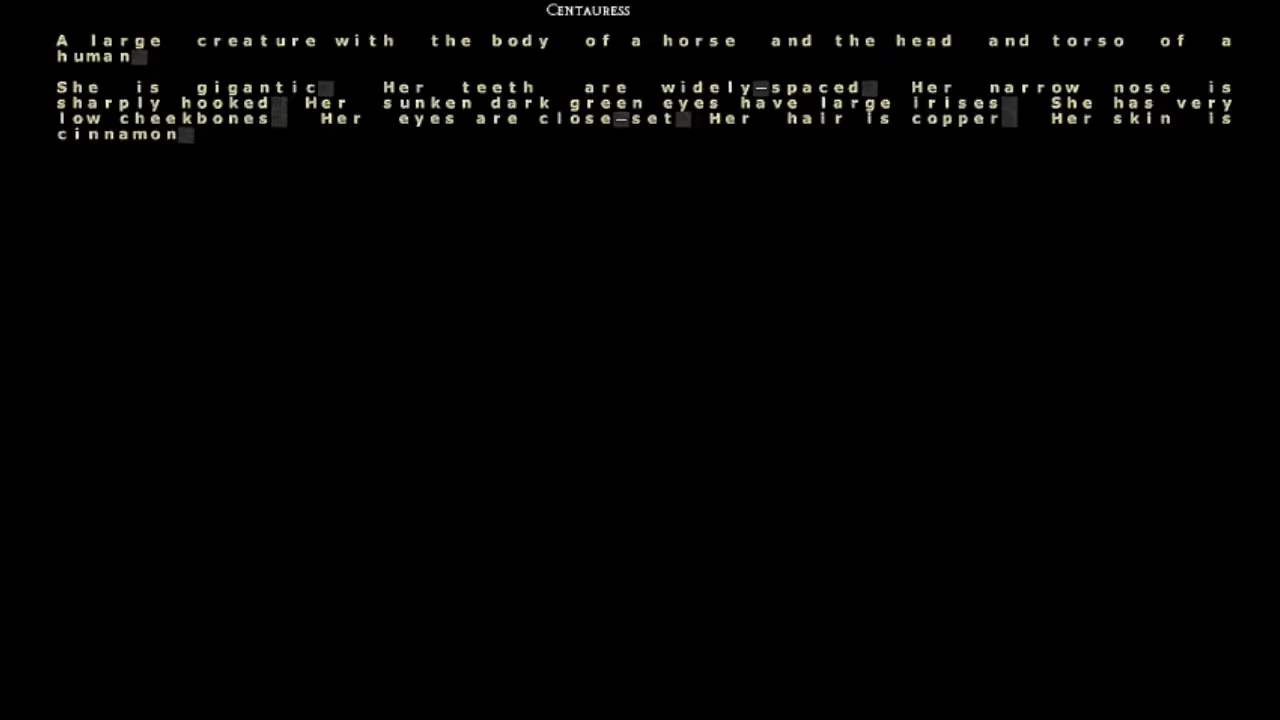 Centauress
A large creature with the body of a horse and the head and torso of a
human
She is gigantic Her teeth are widely-spaced Her narrow nose is
sharply hooked Her sunken dark green eyes have large irises She has very
low cheekbones Her eyes are close-set Her hair is copper Her skin is
cinnamon